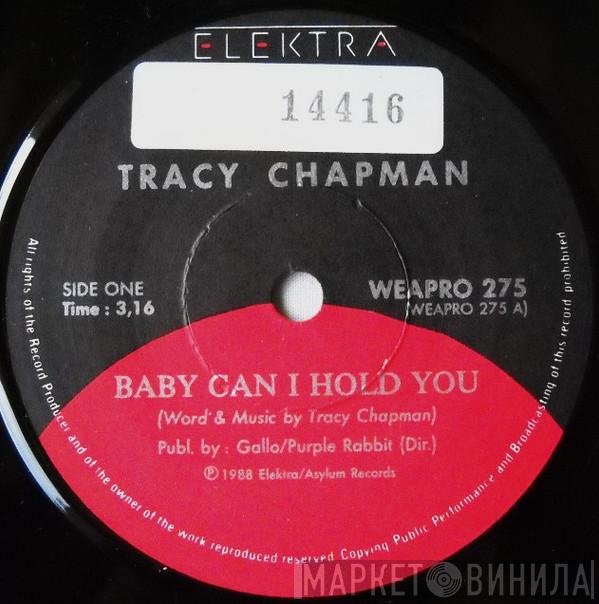 ELEKTRA
14416
TRACY CHAPMAN
SIDE ONE
Time : 3,16
WEAPRO 275
(WEAPRO 275 A)
BABY CAN I HOLD YOU
(Word & Music by Tracy Chapman)
Publ. by : Gallo/Purple Rabbit (Dir.)
℗ 1988 Elektra/Asylum Records
All rights of the Record Producer and of the owner of the work reproduced reserved. Copying Public Performance and Broadcasting of this record prohibited
МАРКЕТ ВИНИЛА